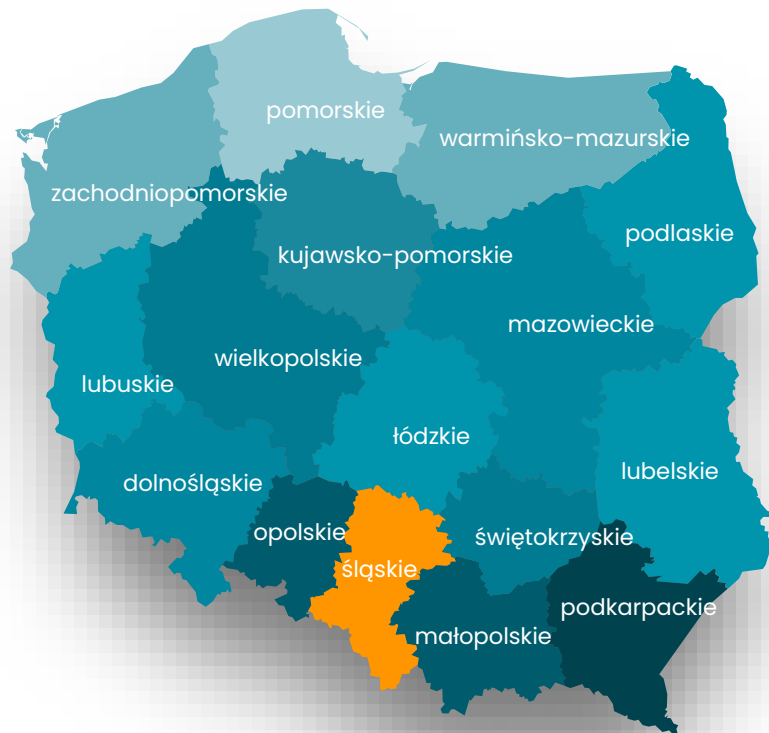 pomorskie
warmińsko-mazurskie
zachodniopomorskie
podlaskie
kujawsko-pomorskie
mazowieckie
wielkopolskie
lubuskie
łódzkie
lubelskie
dolnośląskie
opolskie
świętokrzyskie
śląskie
podkarpackie
małopolskie